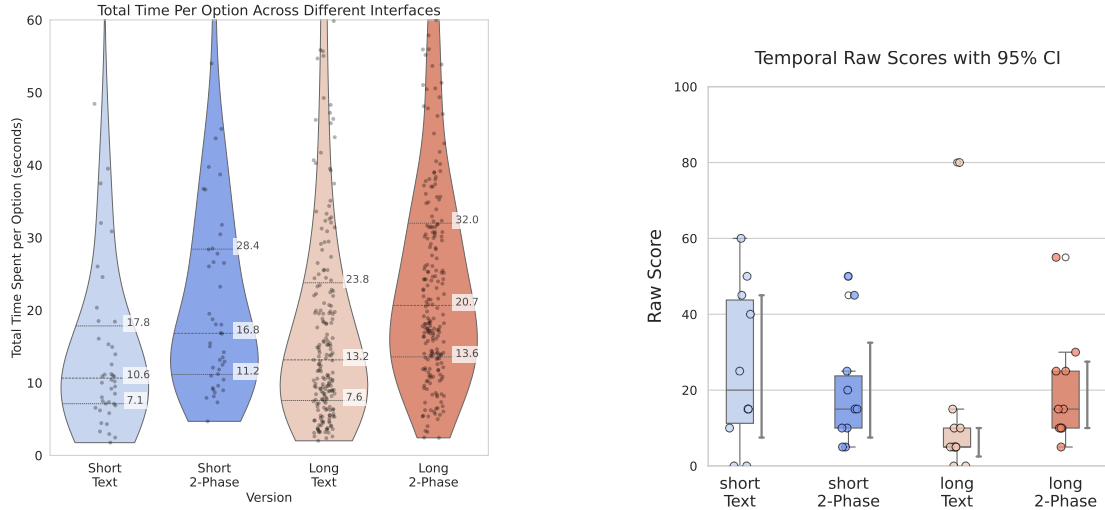 Total Time Per Option Across Different Interfaces
Total Time Spent per Option (seconds)
60
50
40
30
20
10
0
17.8
10.6
7.1
28.4
16.8
11.2
23.8
13.2
7.6
32.0
20.7
13.6
Short
Text
Short
2-Phase
Long
Text
Long
2-Phase
Version
Temporal Raw Scores with 95% CI
Raw Score
100
80
60
40
20
0
short
Text
short
2-Phase
long
Text
long
2-Phase